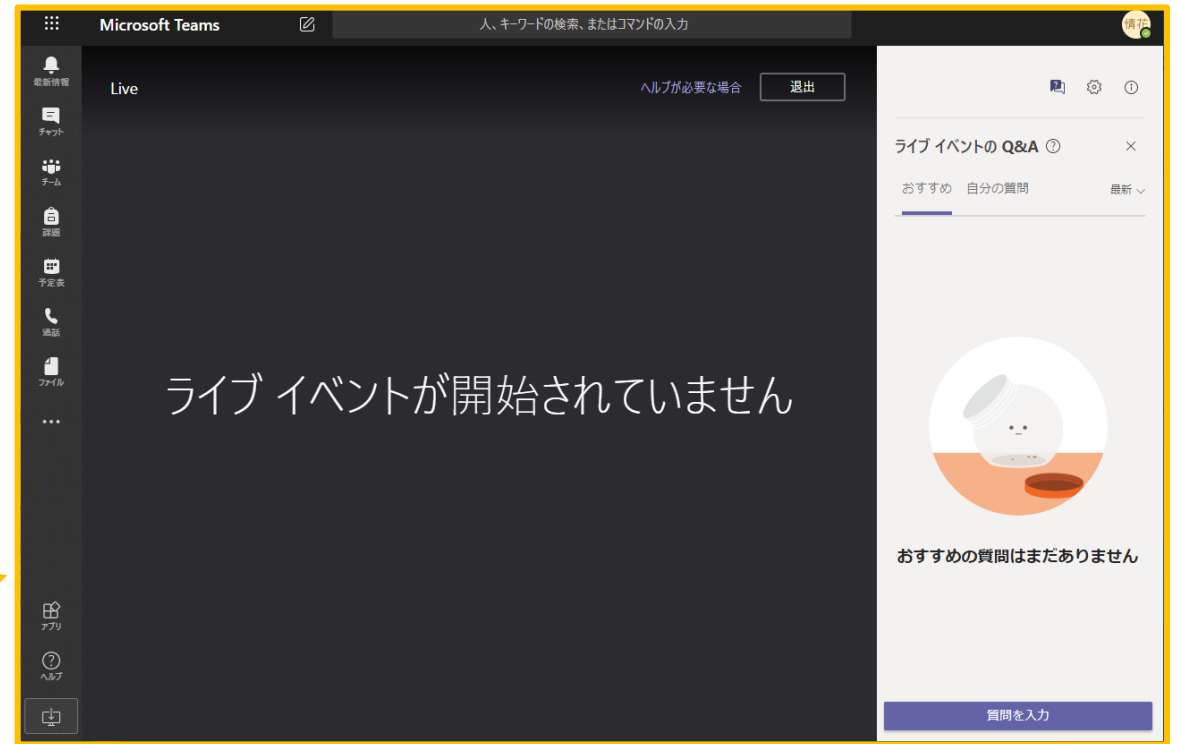 Microsoft Teams
人、キーワードの検索、またはコマンドの入力
情花
最新情報
チャット
チーム
課題
予定表
通話
ファイル
アプリ
ヘルプ
Live
ヘルプが必要な場合
退出
ライブ イベントが開始されていません
ライブ イベントの Q&A
おすすめ 自分の質問 最新
おすすめの質問はまだありません
質問を入力